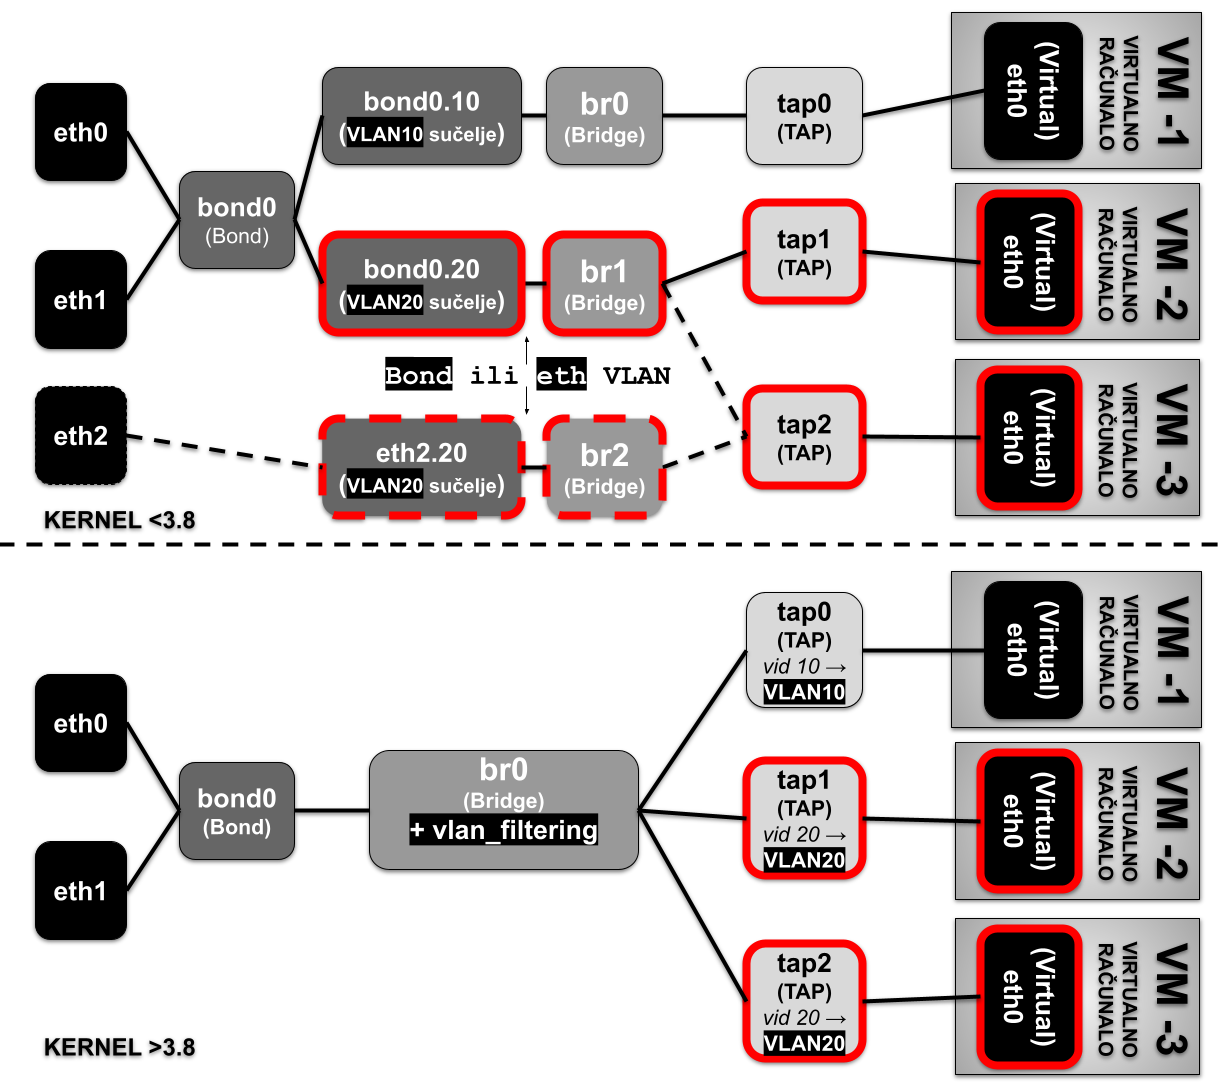 eth0
eth1
eth2
bond0
(Bond)
bond0.10
(VLAN10 sučelje)
br0
(Bridge)
tap0
(TAP)
(Virtual)
eth0
VM -1
VIRTUALNO
RAČUNALO
bond0.20
(VLAN20 sučelje)
br1
(Bridge)
tap1
(TAP)
(Virtual)
eth0
VM -2
VIRTUALNO
RAČUNALO
Bond ili eth VLAN
eth2.20
(VLAN20 sučelje)
br2
(Bridge)
tap2
(TAP)
(Virtual)
eth0
VM -3
VIRTUALNO
RAČUNALO
KERNEL <3.8
eth0
eth1
bond0
(Bond)
br0
(Bridge)
+ vlan_filtering
tap0
(TAP)
vid 10 →
VLAN10
(Virtual)
eth0
VM -1
VIRTUALNO
RAČUNALO
tap1
(TAP)
vid 20 →
VLAN20
(Virtual)
eth0
VM -2
VIRTUALNO
RAČUNALO
tap2
(TAP)
vid 20 →
VLAN20
(Virtual)
eth0
VM -3
VIRTUALNO
RAČUNALO
KERNEL >3.8